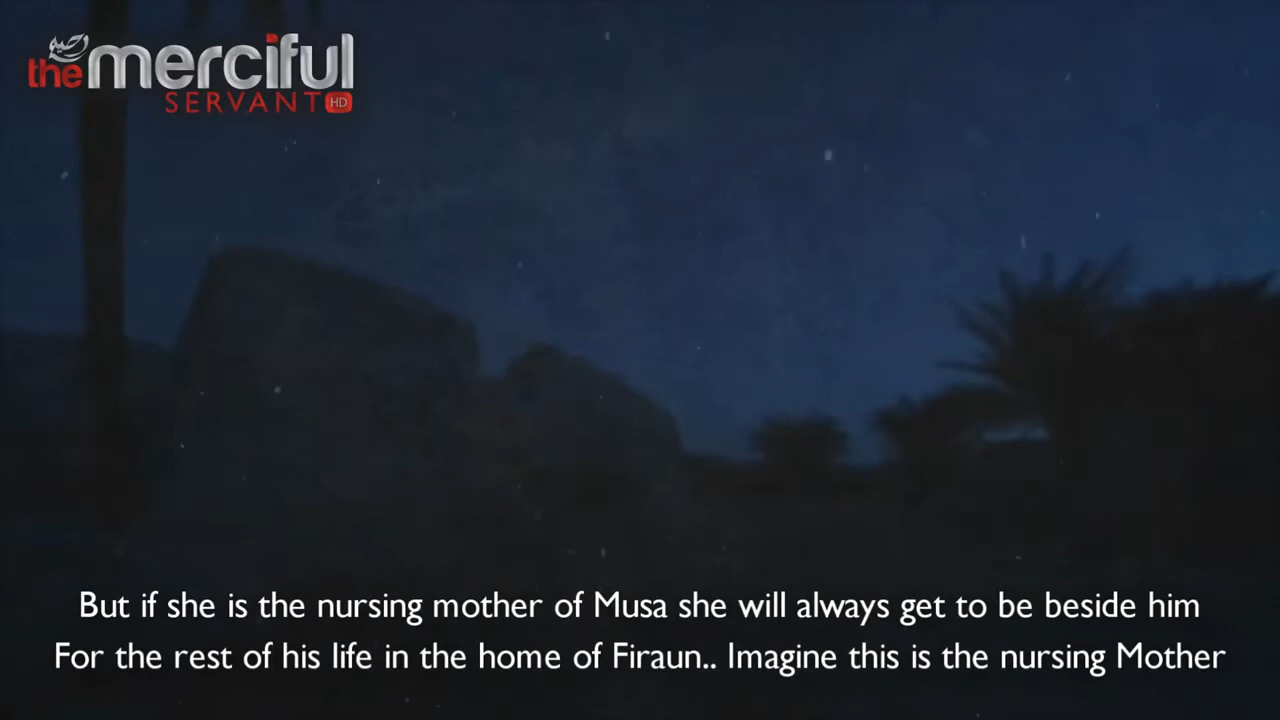 the merciful
SERVANT HD
But if she is the nursing mother of Musa she will always get to be beside him
For the rest of his life in the home of Firaun.. Imagine this is the nursing Mother